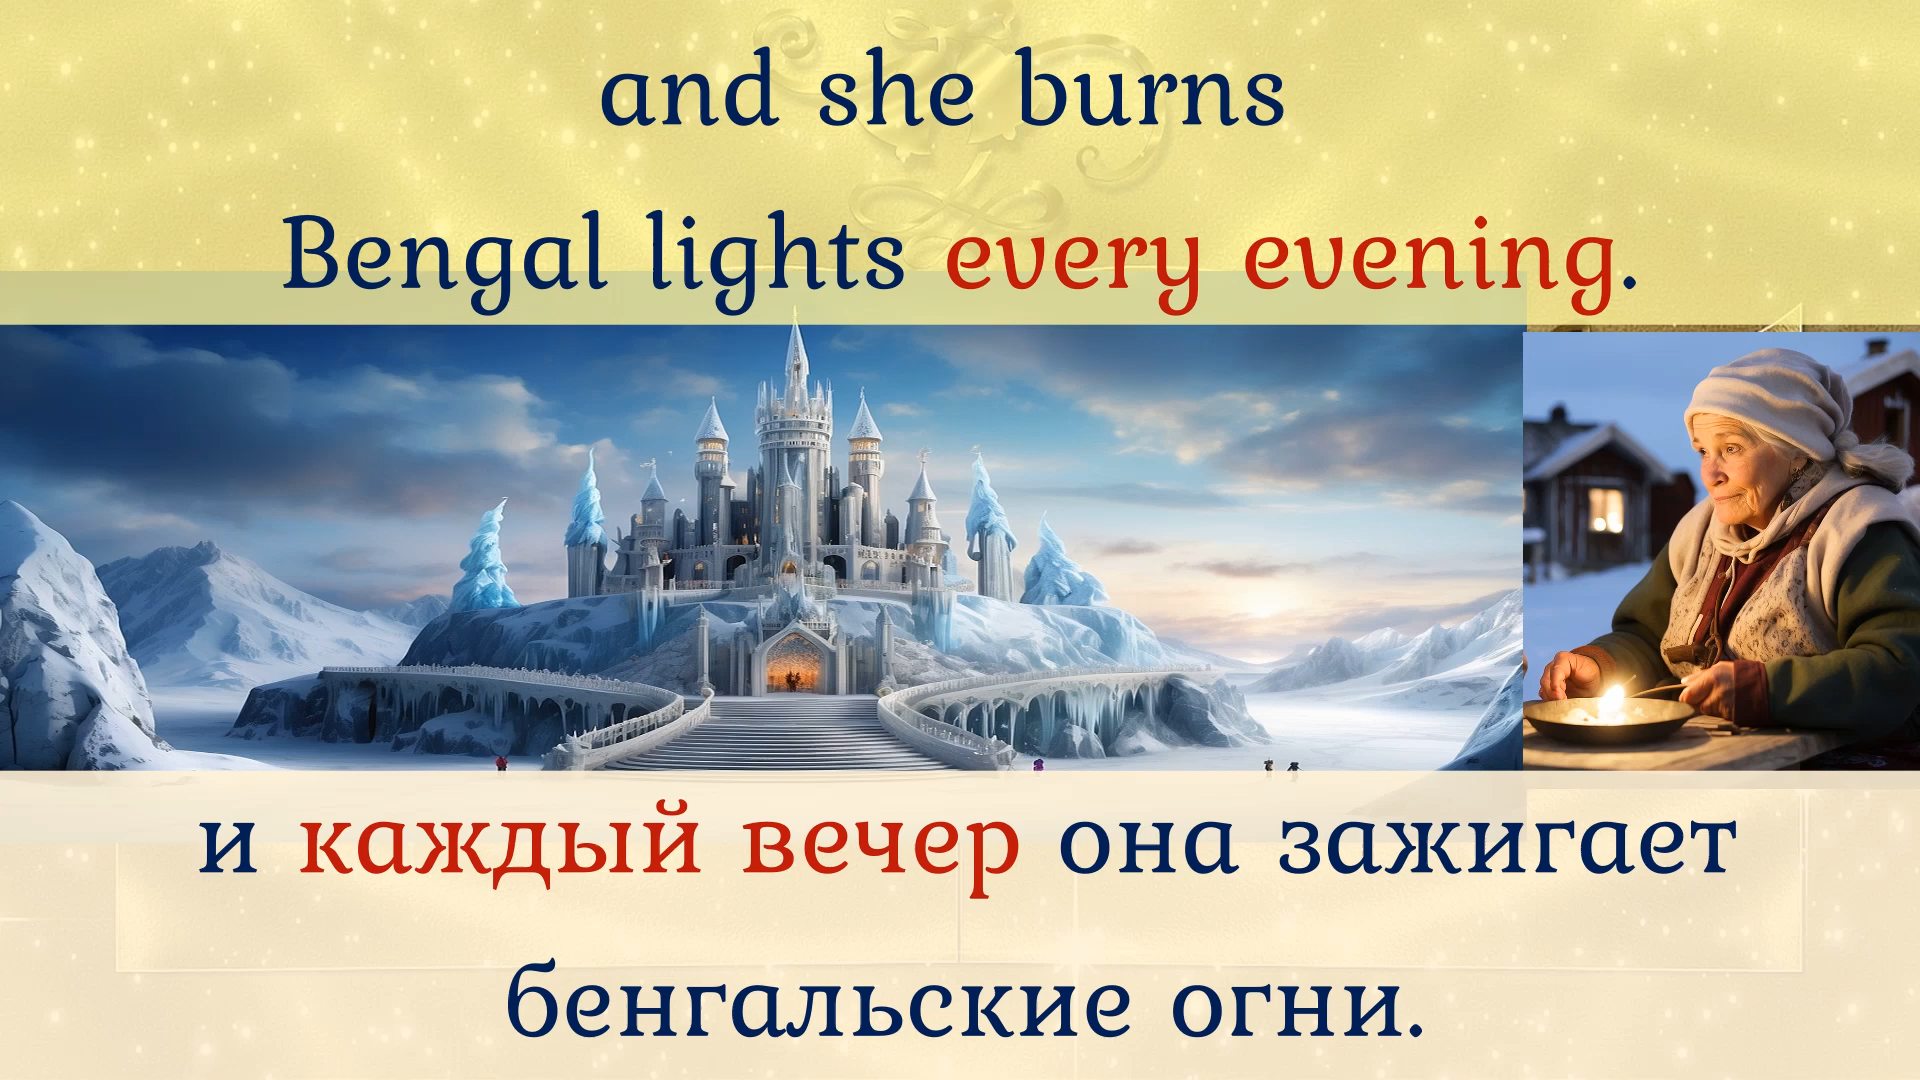 and she burns
Bengal lights every evening.
и каждый вечер она зажигает
бенгальские огни.